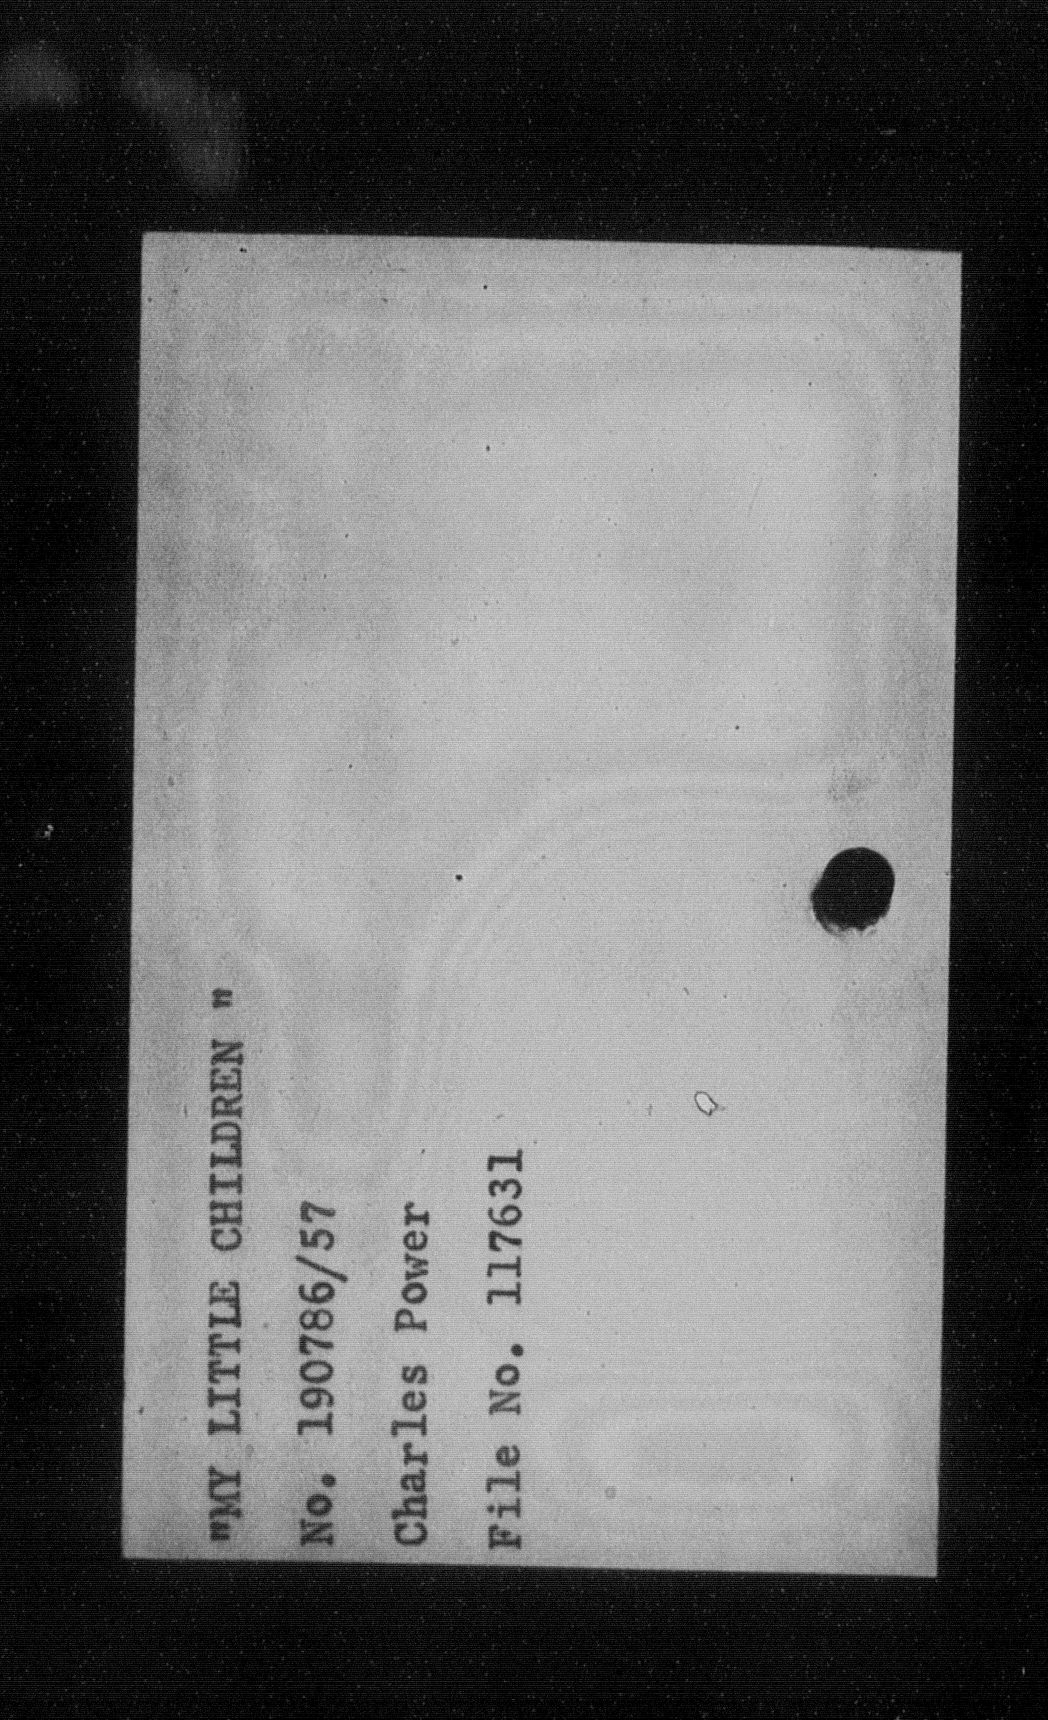 "MY LITTLE CHILDREN "
No. 190786/57
Charles Power
File No. 117631